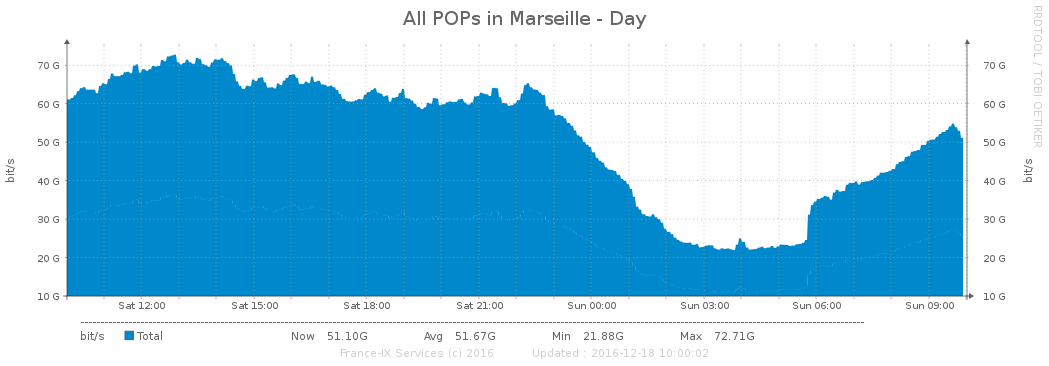 All POPs in Marseille - Day
RRDTOOL / TOBI OETIKER
bit/s
70 G 70 G
60 G 60 G
50 G 50 G
40 G 40 G
30 G 30 G
20 G 20 G
10 G 10 G
bit/s
Sat 12:00 Sat 15:00 Sat 18:00 Sat 21:00 Sun 00:00 Sun 03:00 Sun 06:00 Sun 09:00
bit/s Total Now 51.10G Avg 51.67G Min 21.88G Max 72.71G
France-IX Services (c) 2016 Updated : 2016-12-18 10:00:02